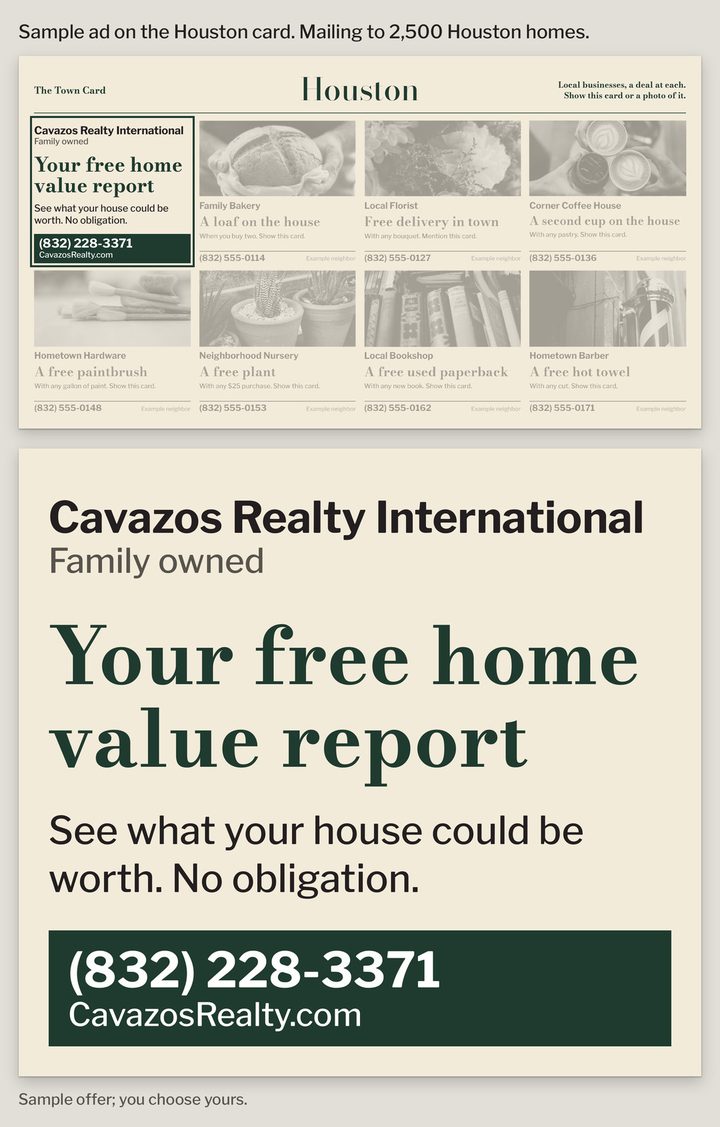 Sample ad on the Houston card. Mailing to 2,500 Houston homes.
The Town Card
Houston
Local businesses, a deal at each.
Show this card or a photo of it.
Cavazos Realty International
Family owned
Your free home
value report
See what your house could be
worth. No obligation.
(832) 228-3371
CavazosRealty.com
Family Bakery
A loaf on the house
When you buy two. Show this card.
(832) 555-0114
Example neighbor
Local Florist
Free delivery in town
With any bouquet. Mention this card.
(832) 555-0127
Example neighbor
Corner Coffee House
A second cup on the house
With any pastry. Show this card.
(832) 555-0136
Example neighbor
Hometown Hardware
A free paintbrush
With any gallon of paint. Show this card.
(832) 555-0148
Example neighbor
Neighborhood Nursery
A free plant
With any $25 purchase. Show this card.
(832) 555-0153
Example neighbor
Local Bookshop
A free used paperback
With any new book. Show this card.
(832) 555-0162
Example neighbor
Hometown Barber
A free hot towel
With any cut. Show this card.
(832) 555-0171
Example neighbor
Cavazos Realty International
Family owned
Your free home
value report
See what your house could be
worth. No obligation.
(832) 228-3371
CavazosRealty.com
Sample offer; you choose yours.